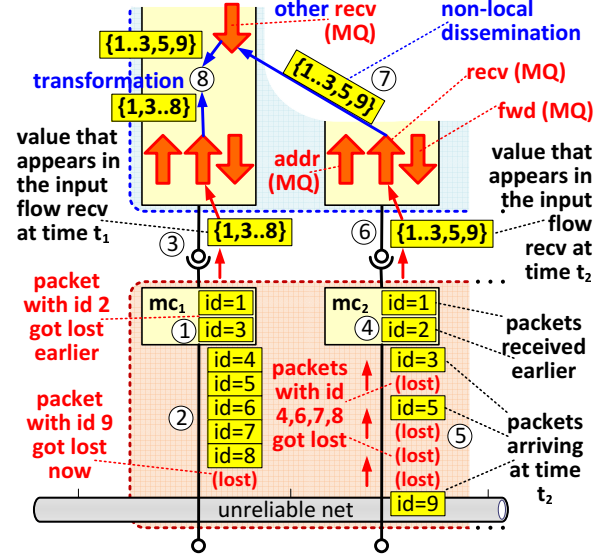 other recv
(MQ)
non-local
dissemination
{1..3,5,9}
transformation
8
{1,3..8}
{1..3,5,9}
7
recv (MQ)
fwd (MQ)
addr
(MQ)
value that
appears in
the input
flow recv
at time t1
value that
appears in
the input
flow
recv at
time t2
3
{1,3..8}
6
{1..3,5,9}
packet
with id 2
got lost
earlier
mc1
id=1
1
id=3
mc2
id=1
4
id=2
packets
received
earlier
id=4
id=5
id=6
id=7
id=8
(lost)
2
packet
with id 9
got lost
now
packets
with id
4,6,7,8
got lost
id=3
(lost)
id=5
(lost)
(lost)
(lost)
id=9
5
packets
arriving
at time
t2
unreliable net